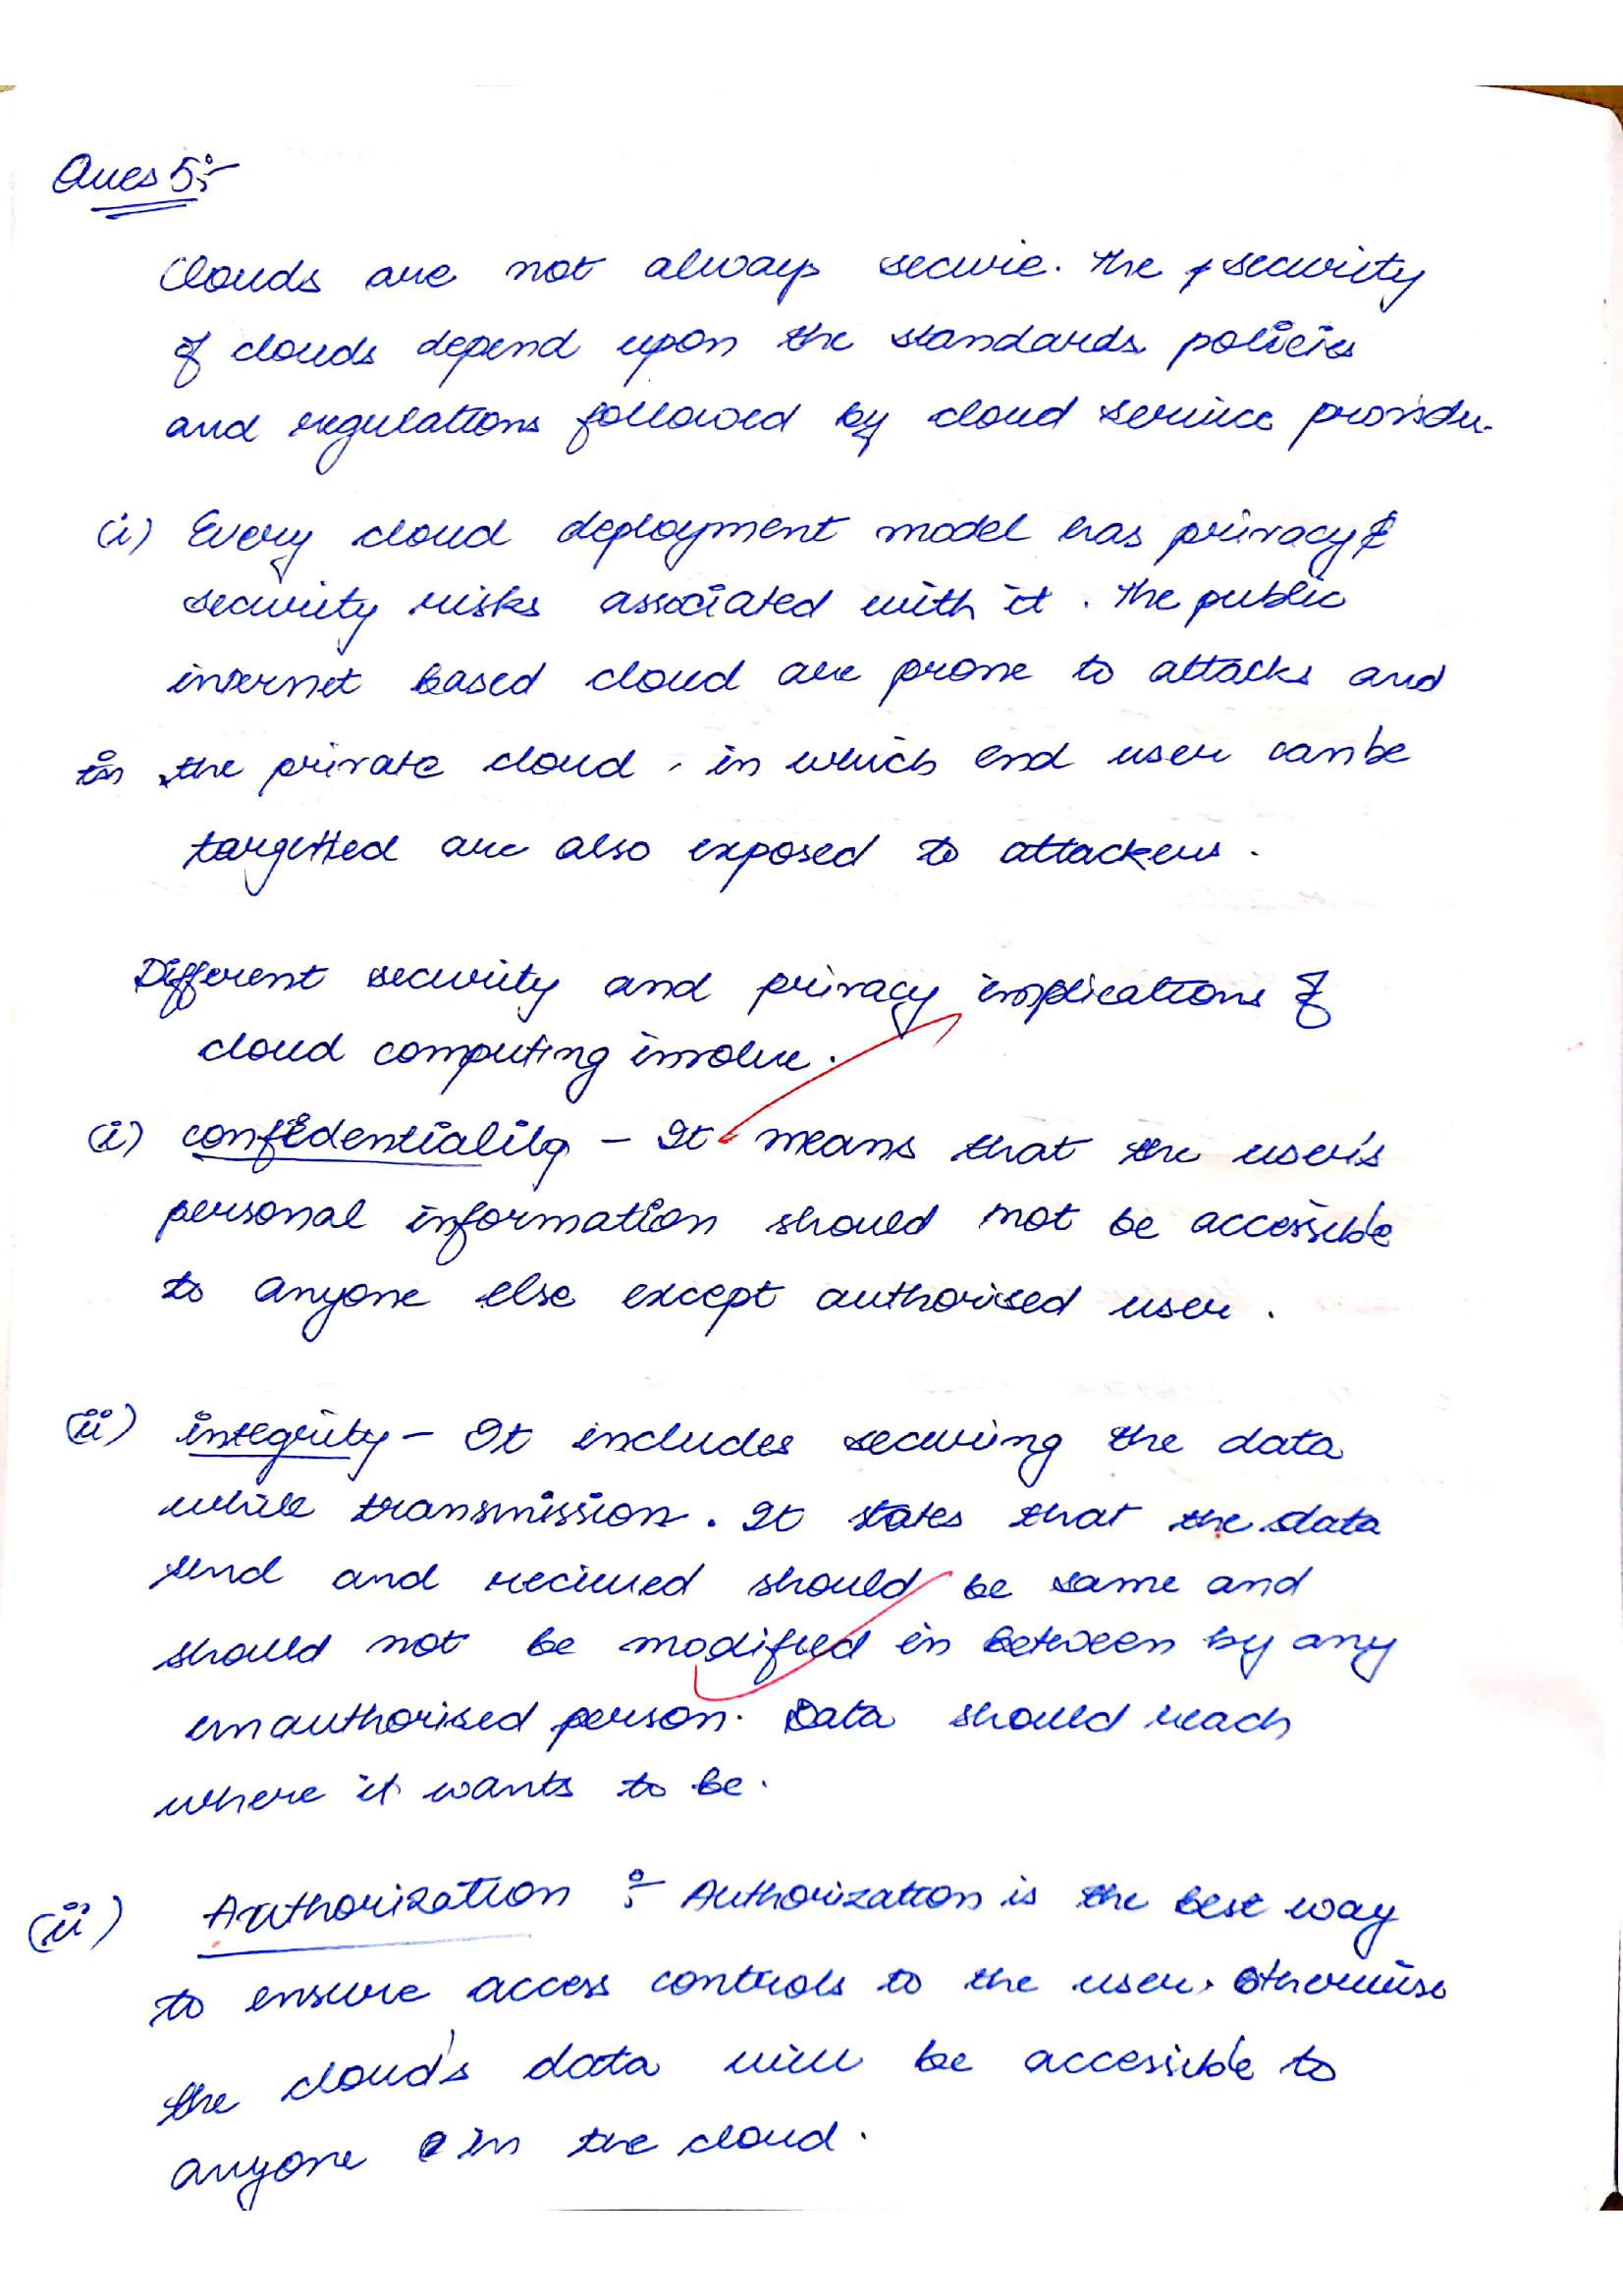 Ques 5:-
Clouds are not always secure. The security
of clouds depend upon the standards policies
and regulations followed by cloud service provider.
(i) Every cloud deployment model has privacy &
security risks associated with it. The public
internet based cloud are prone to attacks and
in the private cloud, in which end user can be
targetted are also exposed to attackers.
Different security and privacy implications of
cloud computing involve.
(i) confidentiality - It means that the user's
personal information should not be accessible
to anyone else except authorised user.
(ii) integrity - It includes securing the data
while transmission. It states that the data
send and recieved should be same and
should not be modified in between by any
unauthorised person. Data should reach
where it wants to be.
(ii) Authorization :- Authorization is the best way
to ensure access controls to the user. Otherwise
the cloud's data will be accessible to
anyone in the cloud.